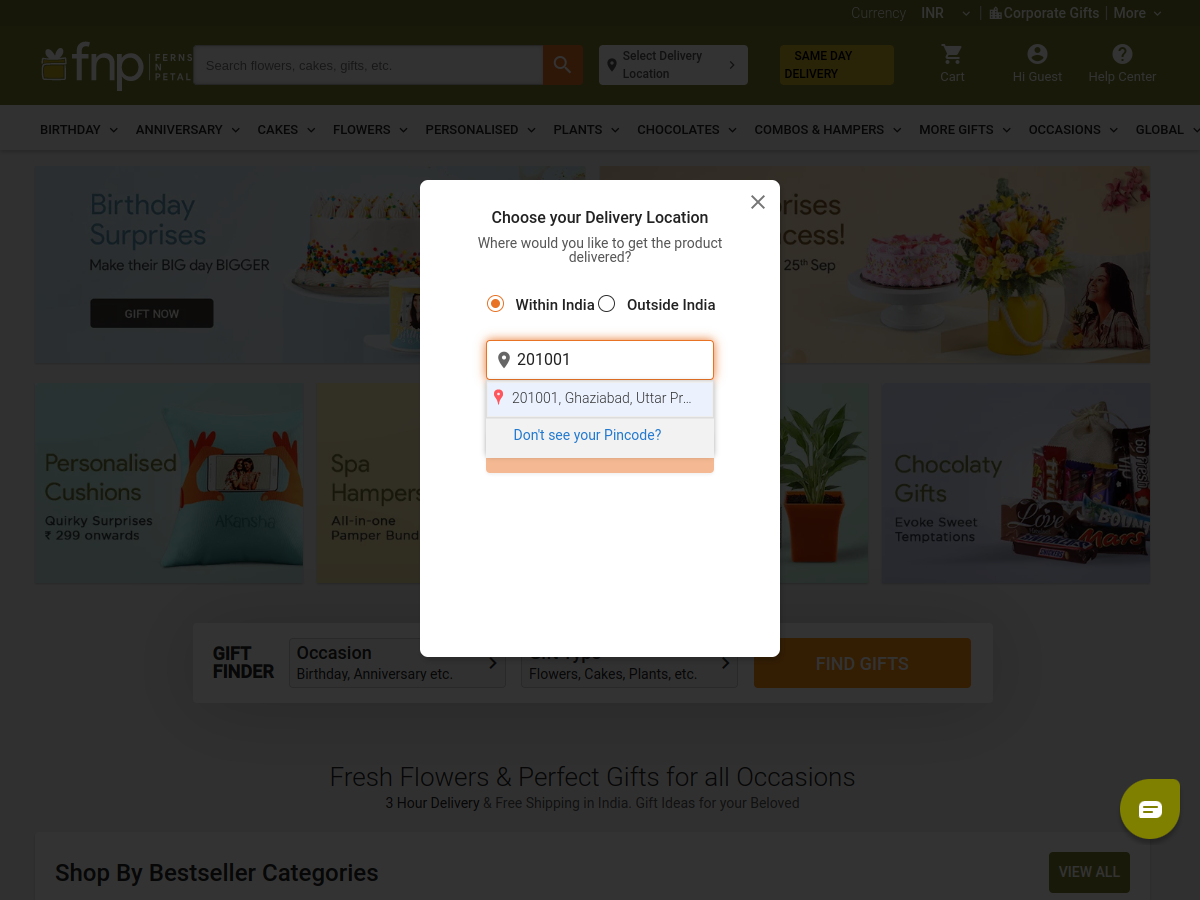 Currency INR Corporate Gifts More
fnp FERNS
N
PETAL
Search flowers, cakes, gifts, etc.
Select Delivery
Location
SAME DAY
DELIVERY
Cart
Hi Guest
Help Center
BIRTHDAY ANNIVERSARY CAKES FLOWERS PERSONALISED PLANTS CHOCOLATES COMBOS & HAMPERS MORE GIFTS OCCASIONS GLOBAL
Birthday
Surprises
Make their BIG day BIGGER
GIFT NOW
25th Sep
Choose your Delivery Location
Where would you like to get the product
delivered?
Within India Outside India
201001
201001, Ghaziabad, Uttar Pr...
Don't see your Pincode?
Personalised
Cushions
Quirky Surprises
₹ 299 onwards
AKansha
Spa
Hampers
All-in-one
Pamper
Chocolaty
Gifts
Evoke Sweet
Temptations
Love
Mars
SNICKERS
GIFT
FINDER
Occasion
Birthday, Anniversary etc.
Flowers, Cakes, Plants, etc.
FIND GIFTS
Fresh Flowers & Perfect Gifts for all Occasions
3 Hour Delivery & Free Shipping in India. Gift Ideas for your Beloved
Shop By Bestseller Categories
VIEW ALL